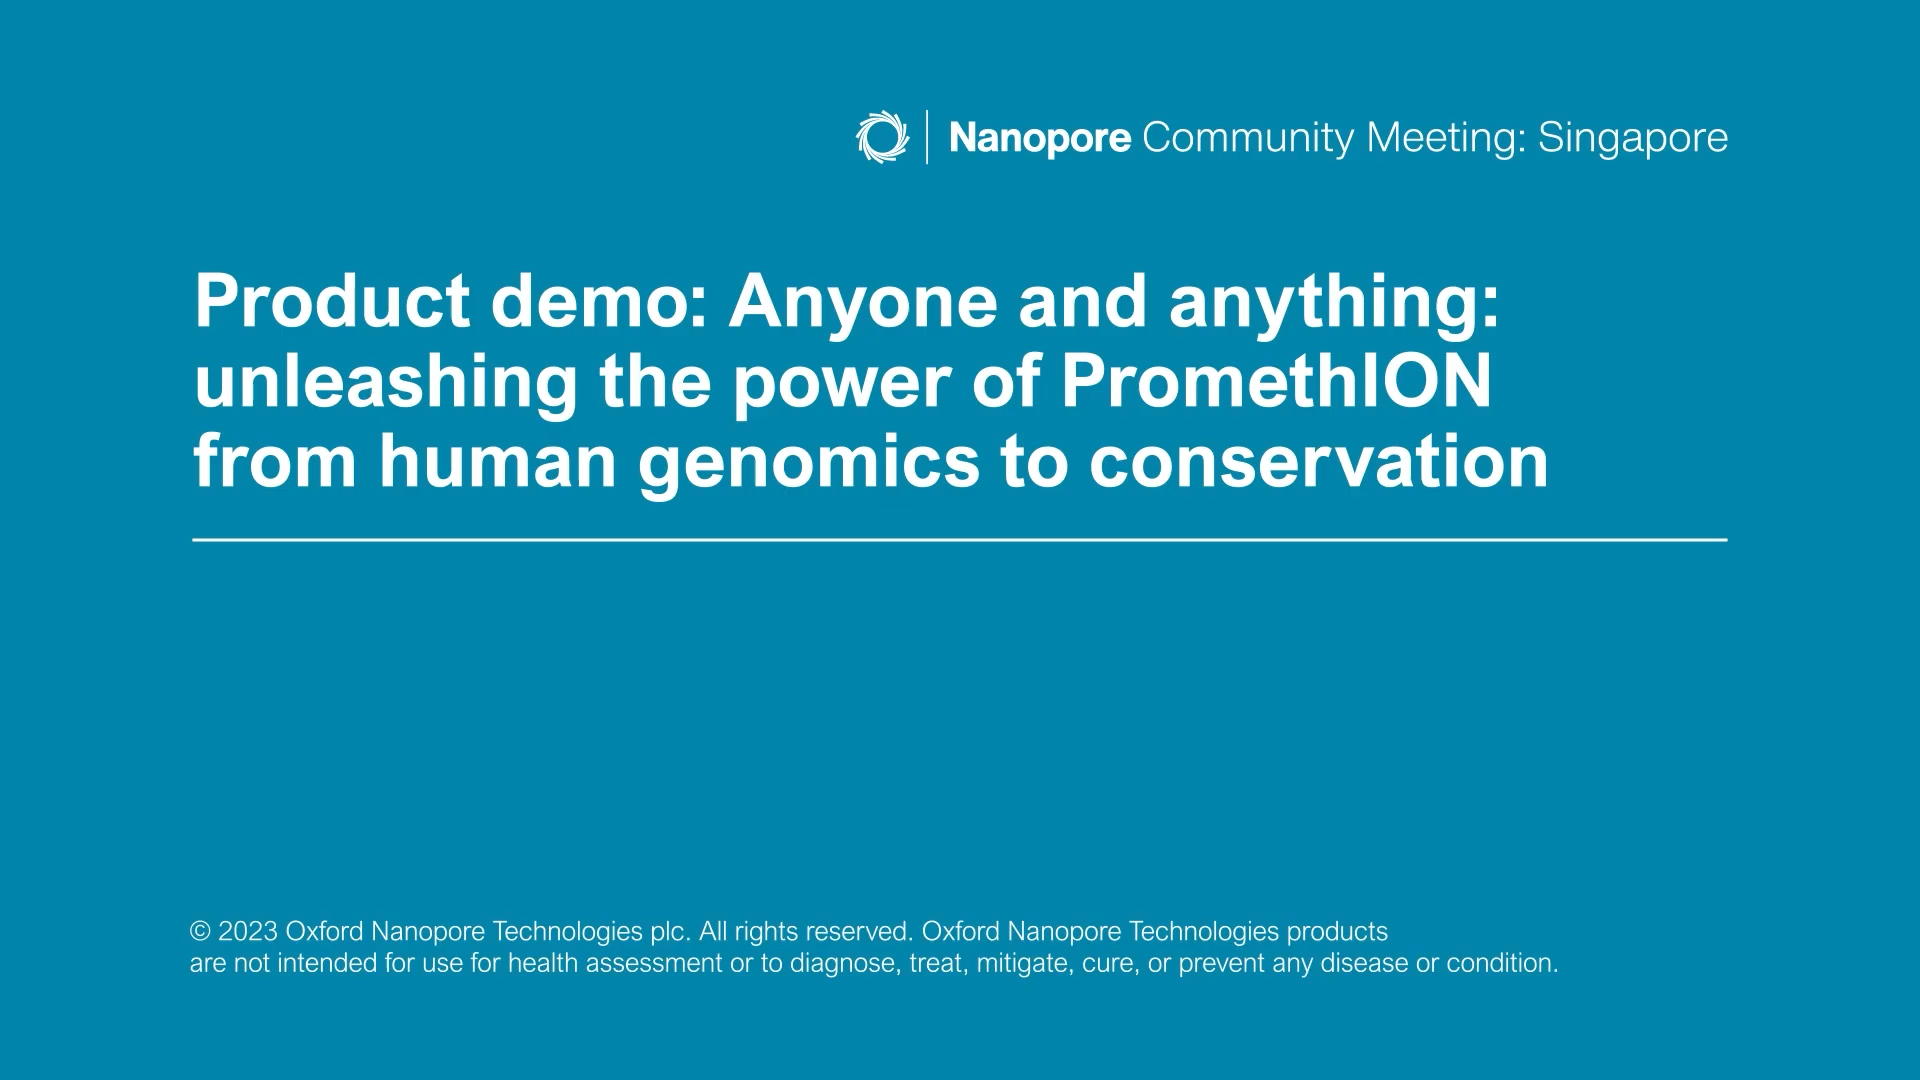 Nanopore Community Meeting: Singapore
Product demo: Anyone and anything:
unleashing the power of PromethION
from human genomics to conservation
© 2023 Oxford Nanopore Technologies plc. All rights reserved. Oxford Nanopore Technologies products
are not intended for use for health assessment or to diagnose, treat, mitigate, cure, or prevent any disease or condition.